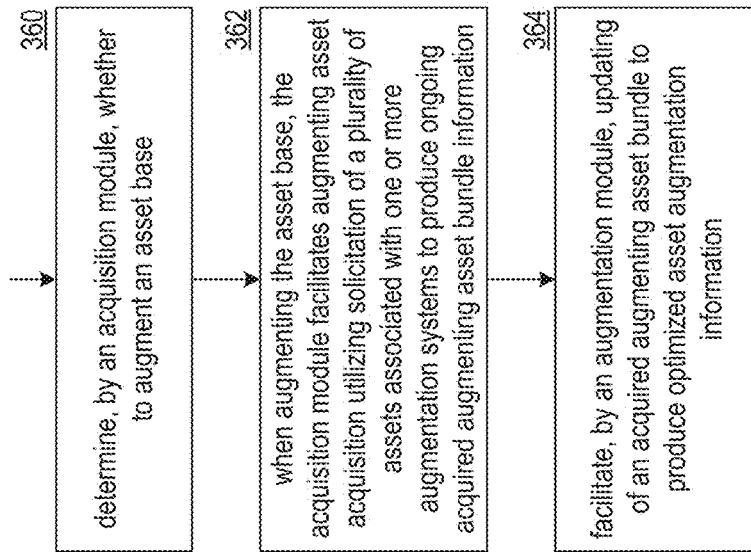 360
determine, by an acquisition module, whether
to augment an asset base
362
when augmenting the asset base, the
acquisition module facilitates augmenting asset
acquisition utilizing solicitation of a plurality of
assets associated with one or more
augmentation systems to produce ongoing
acquired augmenting asset bundle information
364
facilitate, by an augmentation module, updating
of an acquired augmenting asset bundle to
produce optimized asset augmentation
information